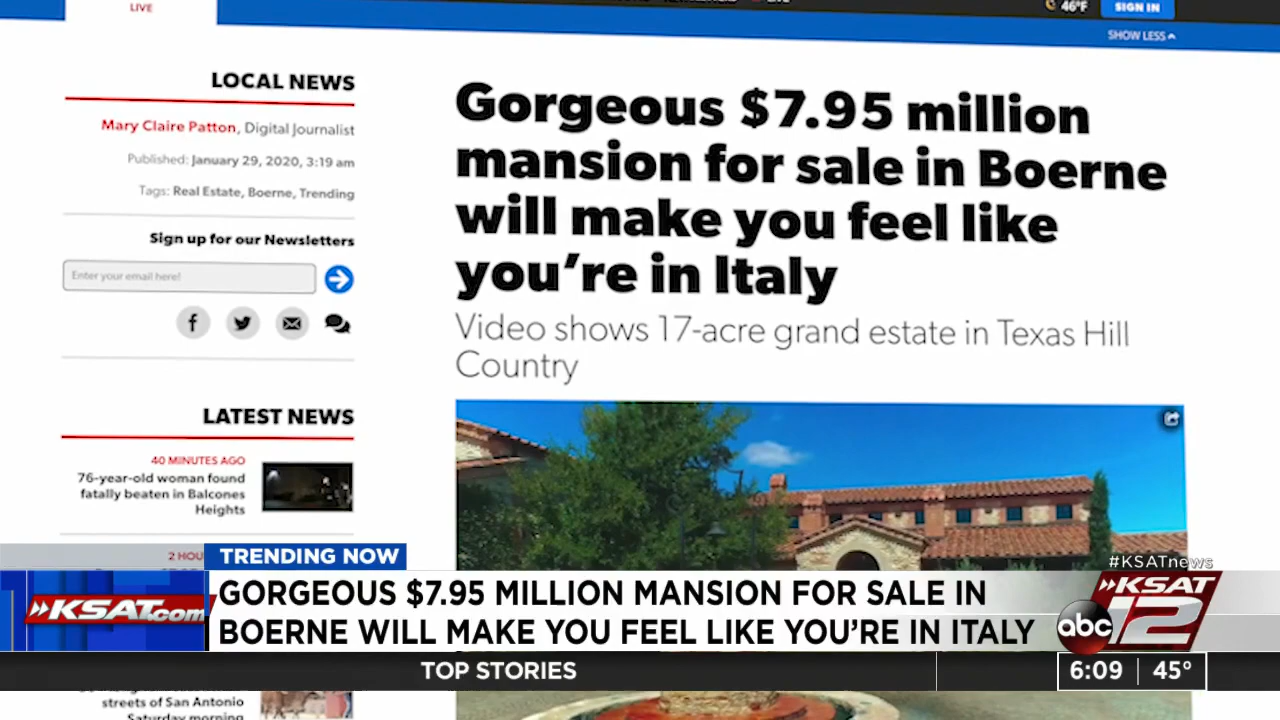 LIVE
46°F
SIGN IN
SHOW LESS
LOCAL NEWS
Mary Claire Patton, Digital Journalist
Published: January 29, 2020, 3:19 am
Tags: Real Estate, Boerne, Trending
Sign up for our Newsletters
Enter your email here!
f
LATEST NEWS
40 MINUTES AGO
76-year-old woman found
fatally beaten in Balcones
Heights
2 HOU
streets of San Antonio
Saturday morning
Gorgeous $7.95 million
mansion for sale in Boerne
will make you feel like
you're in Italy
Video shows 17-acre grand estate in Texas Hill
Country
#KSATnews
TRENDING NOW
KSAT.com
GORGEOUS $7.95 MILLION MANSION FOR SALE IN
BOERNE WILL MAKE YOU FEEL LIKE YOU'RE IN ITALY
abc
KSAT
12
TOP STORIES
6:09
45°